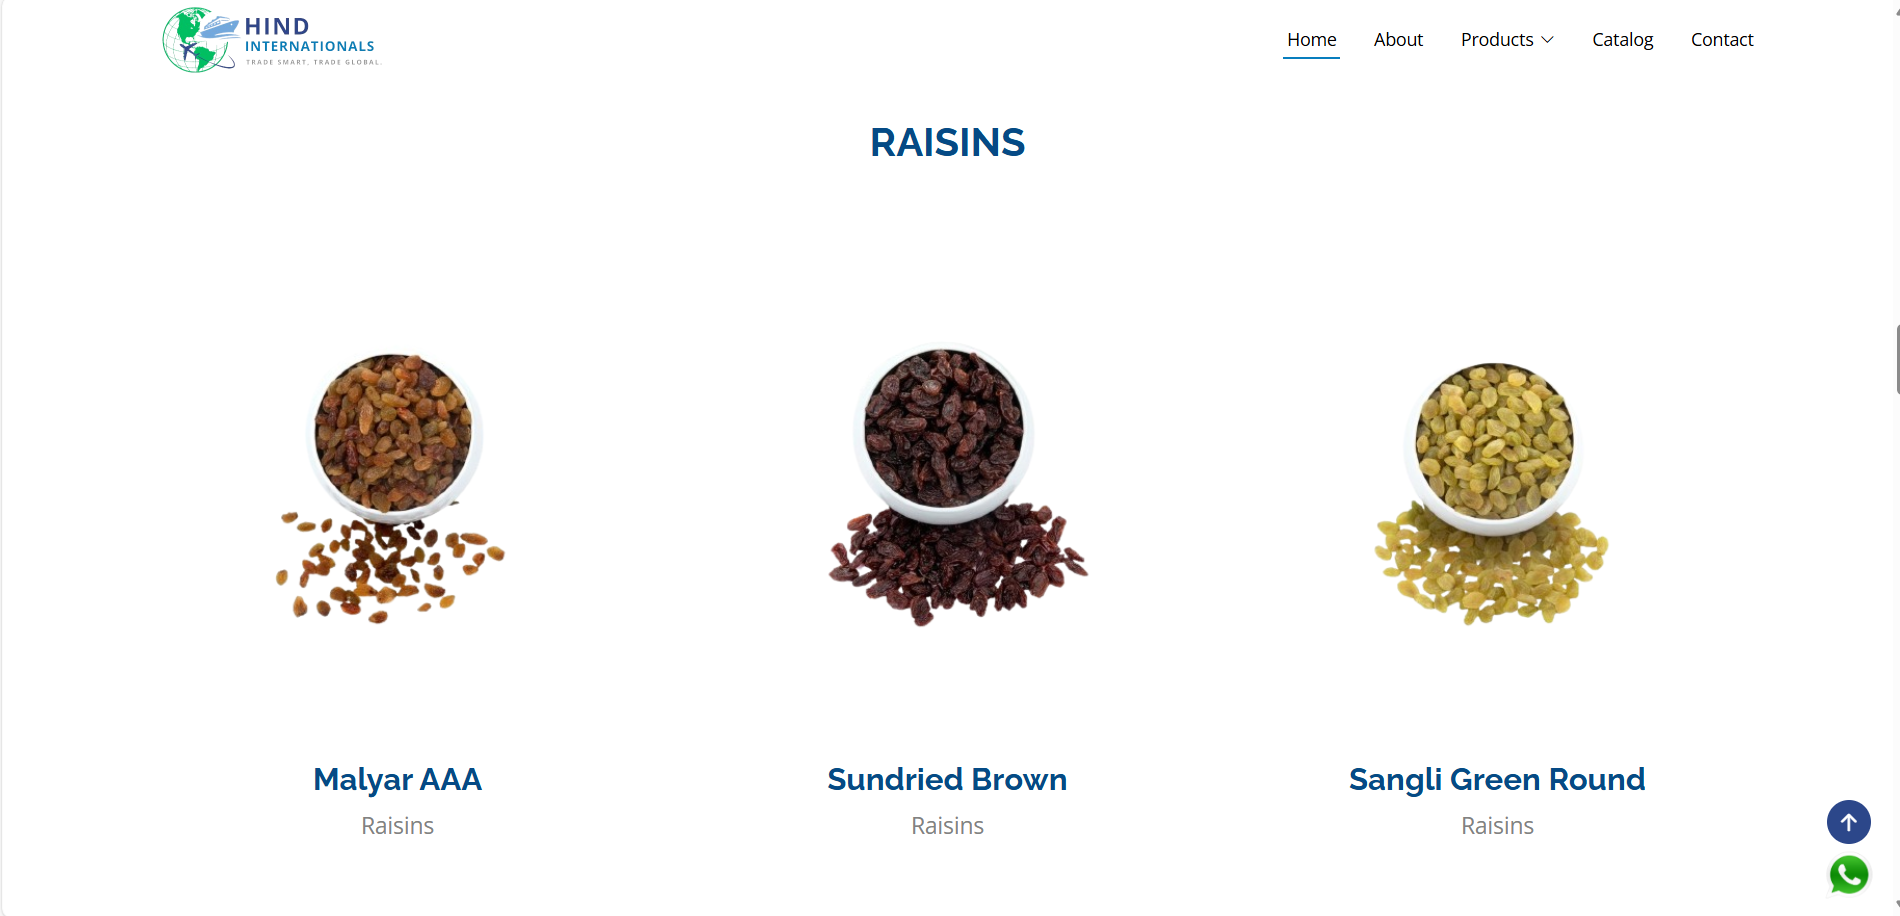 HIND
INTERNATIONALS
TRADE SMART, TRADE GLOBAL.
Home About Products Catalog Contact
RAISINS
Malyar AAA
Raisins
Sundried Brown
Raisins
Sangli Green Round
Raisins